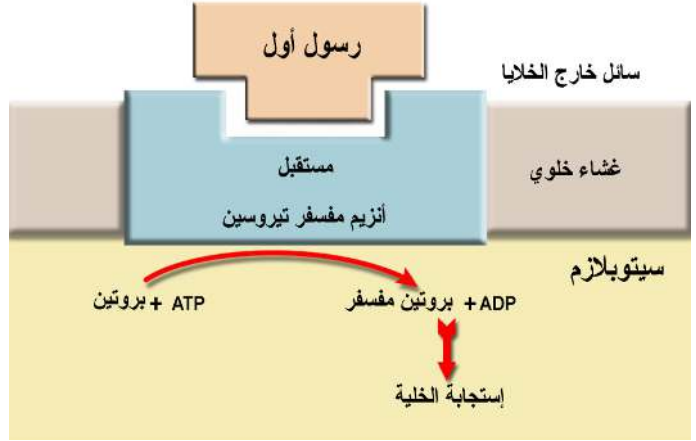 رسول أول
سائل خارج الخلايا
مستقبل
غشاء خلوي
أنزيم مفسفر تيروسين
سيتوبلازم
بروتين + ATP
بروتين مفسفر + ADP
إستجابة الخلية